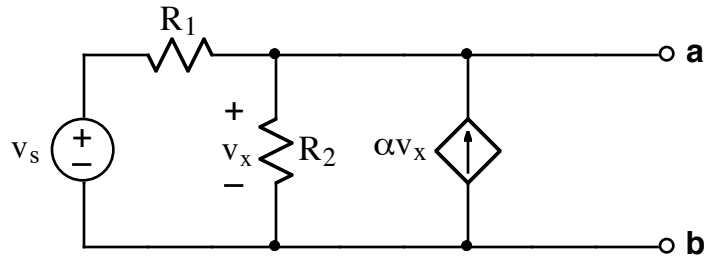 R₁
a
+
+
vₓ
R₂
−
vₛ
+
−
αvₓ
b